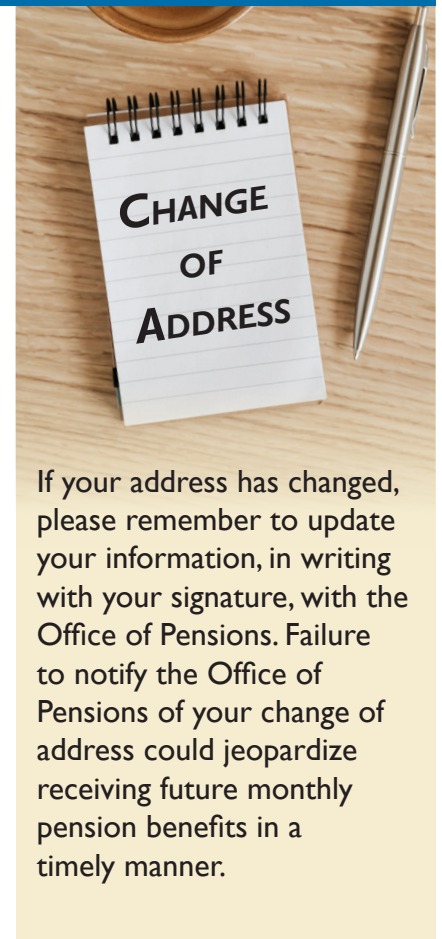 CHANGE
OF
ADDRESS
If your address has changed,
please remember to update
your information, in writing
with your signature, with the
Office of Pensions. Failure
to notify the Office of
Pensions of your change of
address could jeopardize
receiving future monthly
pension benefits in a
timely manner.